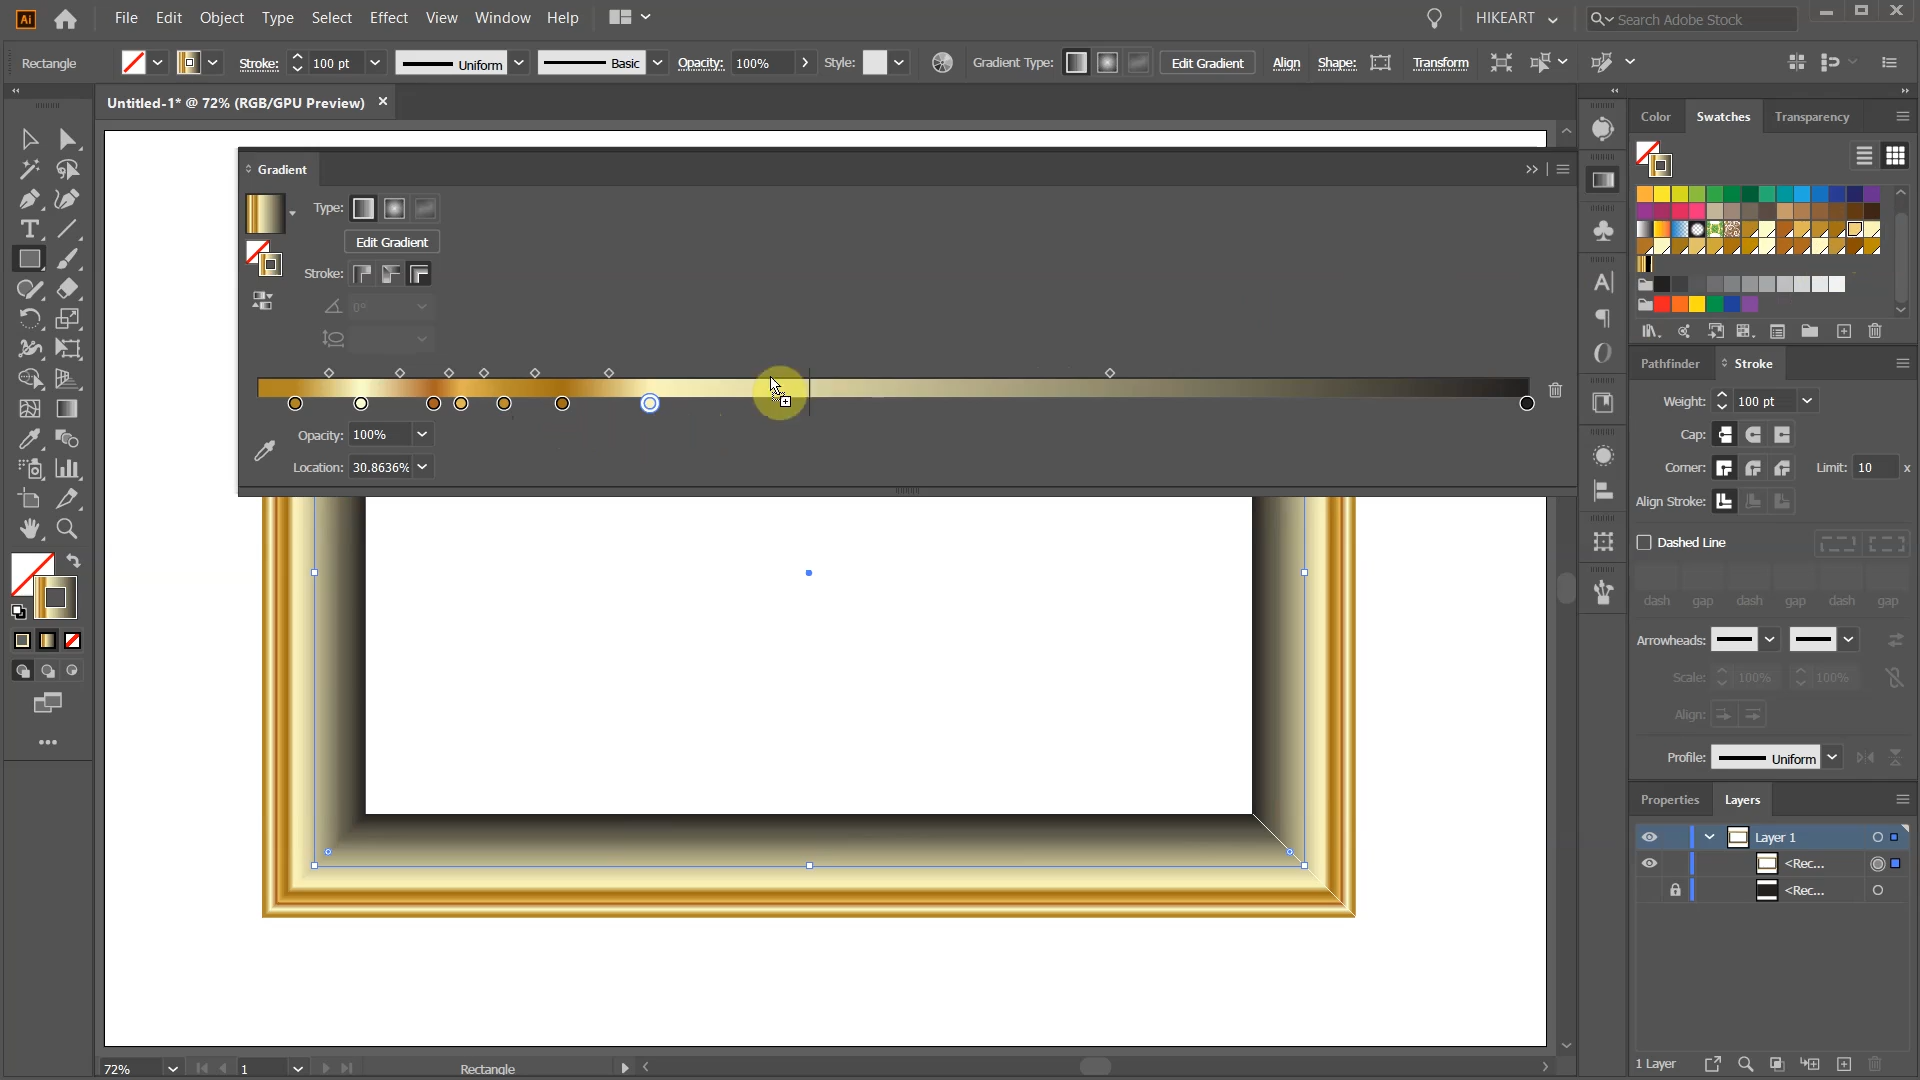 Ai File Edit Object Type Select Effect View Window Help HIKEART Search Adobe Stock
Rectangle Stroke: 100 pt Uniform Basic Opacity: 100% Style: Gradient Type: Edit Gradient Align Shape: Transform
Untitled-1* @ 72% (RGB/GPU Preview)
Gradient
Type:
Edit Gradient
Stroke:
0°
Opacity: 100%
Location: 30.8636%
Color Swatches Transparency
Pathfinder Stroke
Weight: 100 pt
Cap:
Corner: Limit: 10 x
Align Stroke:
Dashed Line
dash gap dash gap dash gap
Arrowheads:
Scale: 100% 100%
Align:
Profile: Uniform
Properties Layers
Layer 1
<Rec...
<Rec...
1 Layer
72% 1 Rectangle